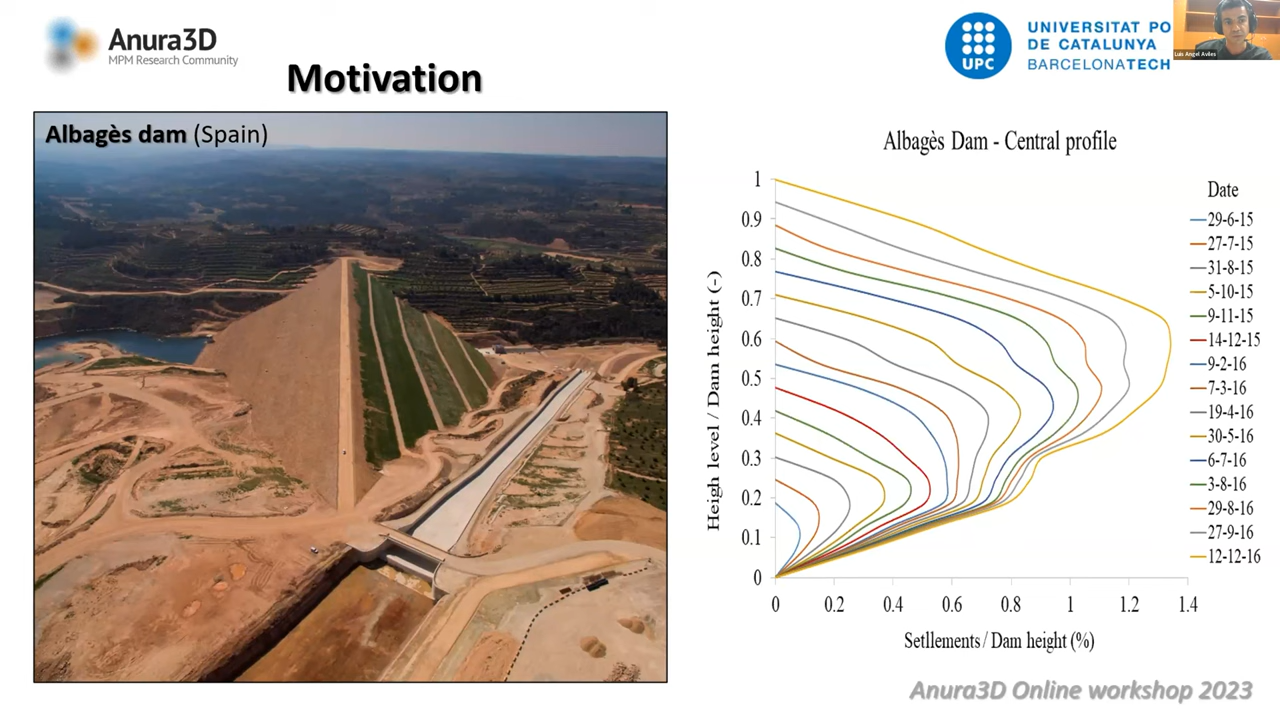 Anura3D
MPM Research Community
Motivation
UNIVERSITAT PO
DE CATALUNYA
BARCELONATECH
UPC
Luis Angel Aviles
Albagès dam (Spain)
Albagès Dam - Central profile
Heigh level / Dam height (-)
1
0.9
0.8
0.7
0.6
0.5
0.4
0.3
0.2
0.1
0
0 0.2 0.4 0.6 0.8 1 1.2 1.4
Setllements / Dam height (%)
Date
29-6-15
27-7-15
31-8-15
5-10-15
9-11-15
14-12-15
9-2-16
7-3-16
19-4-16
30-5-16
6-7-16
3-8-16
29-8-16
27-9-16
12-12-16
Anura3D Online workshop 2023